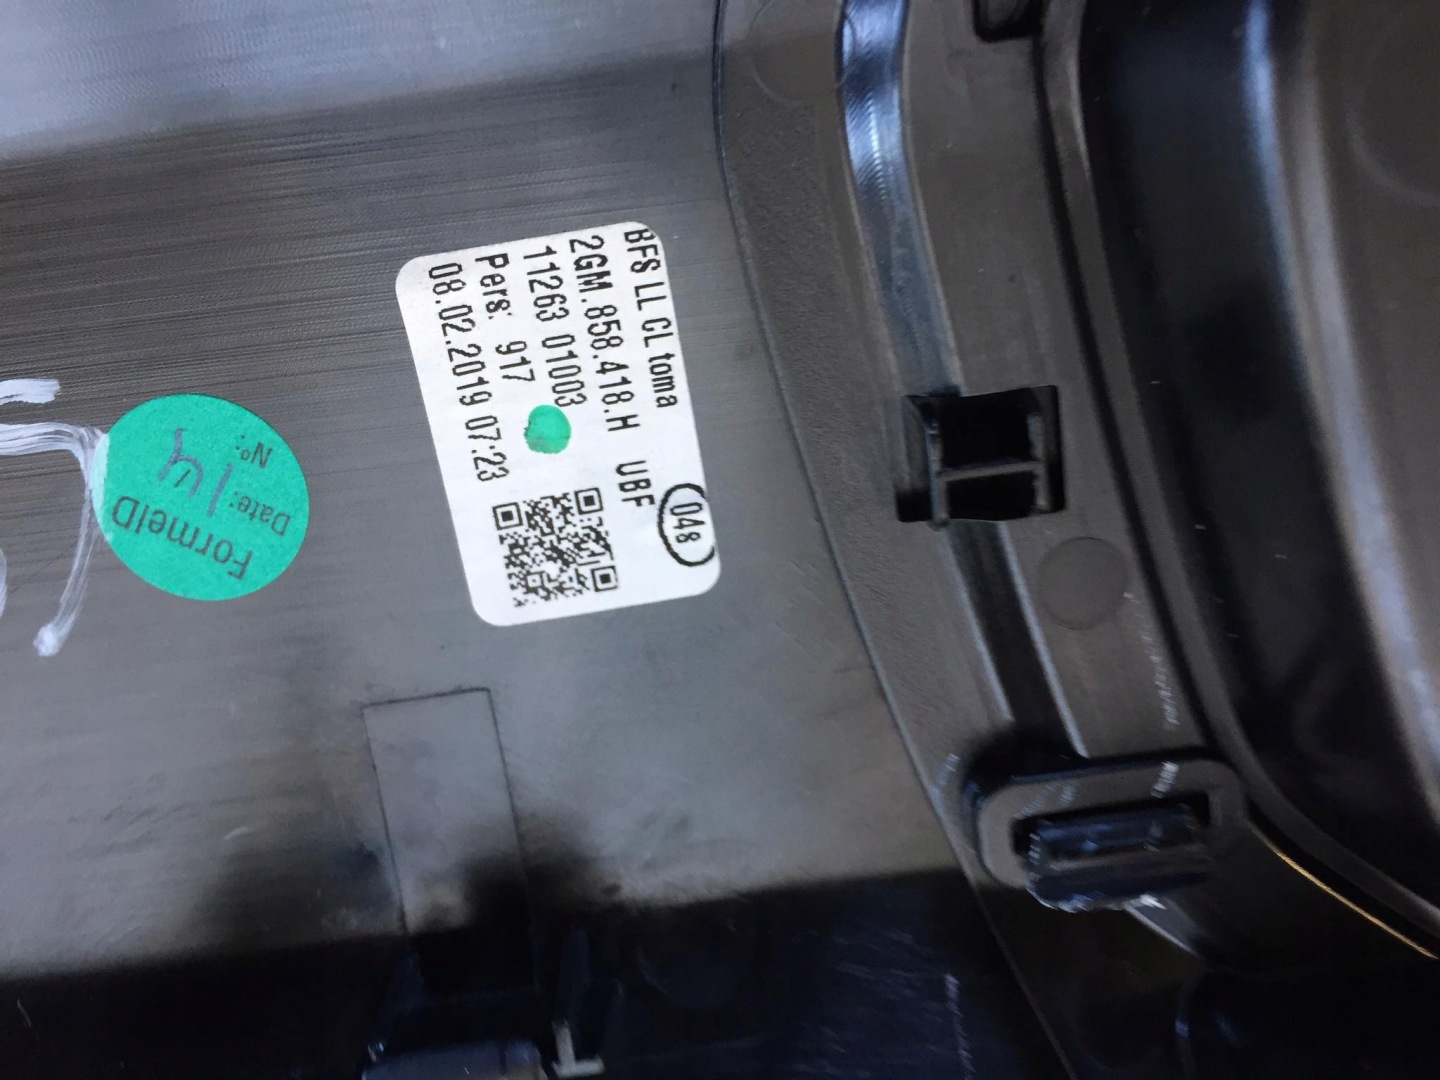 BFS LL CL toma
048
2GM.858.418.H UBF
11263 01003
Pers: 917
08.02.2019 07:23
FormelD
Date:
14
Nº: